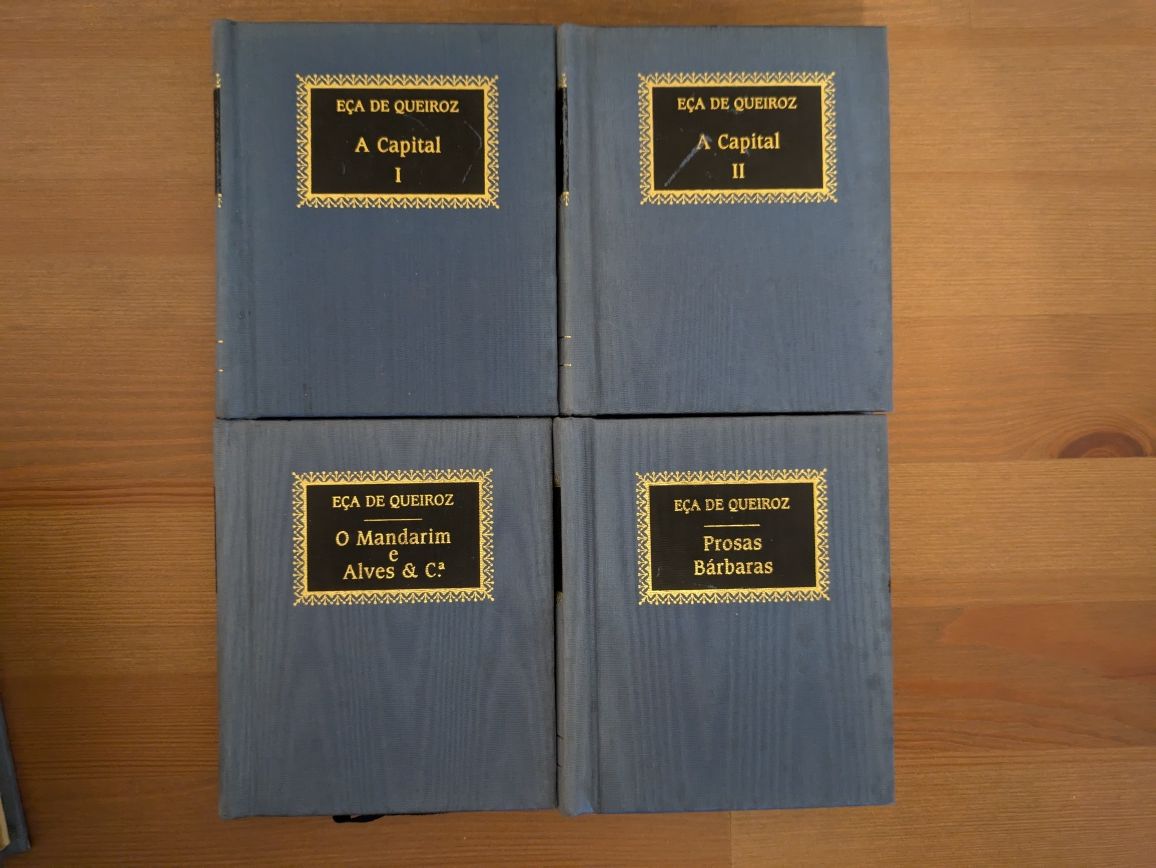 EÇA DE QUEIROZ
A Capital
I
EÇA DE QUEIROZ
A Capital
II
EÇA DE QUEIROZ
O Mandarim
e
Alves & C.ª
EÇA DE QUEIROZ
Prosas
Bárbaras